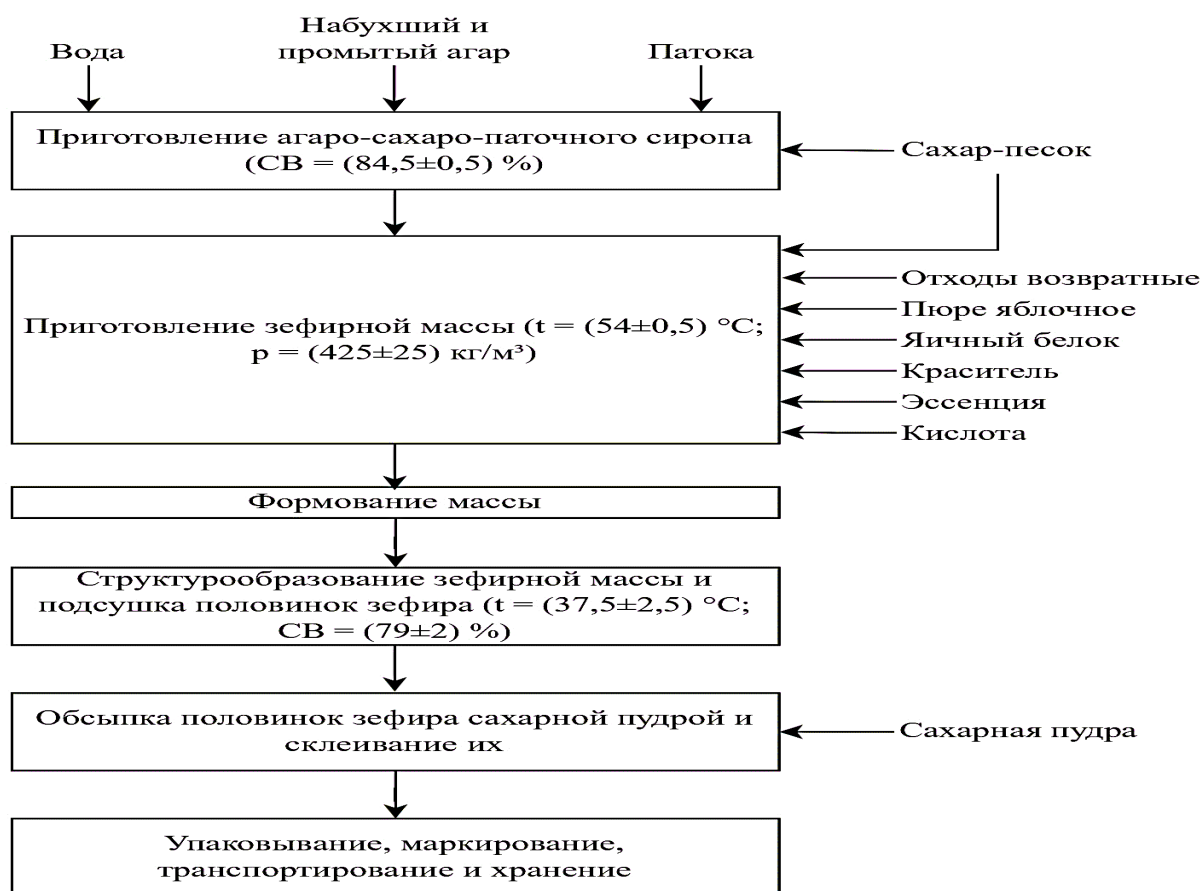 Вода
Набухший и
промытый агар
Патока
Приготовление агаро-сахаро-паточного сиропа
(СВ = (84,5±0,5) %)
Сахар-песок
Приготовление зефирной массы (t = (54±0,5) °С;
р = (425±25) кг/м³)
Отходы возвратные
Пюре яблочное
Яичный белок
Краситель
Эссенция
Кислота
Формование массы
Структурообразование зефирной массы и
подсушка половинок зефира (t = (37,5±2,5) °С;
СВ = (79±2) %)
Обсыпка половинок зефира сахарной пудрой и
склеивание их
Сахарная пудра
Упаковывание, маркирование,
транспортирование и хранение